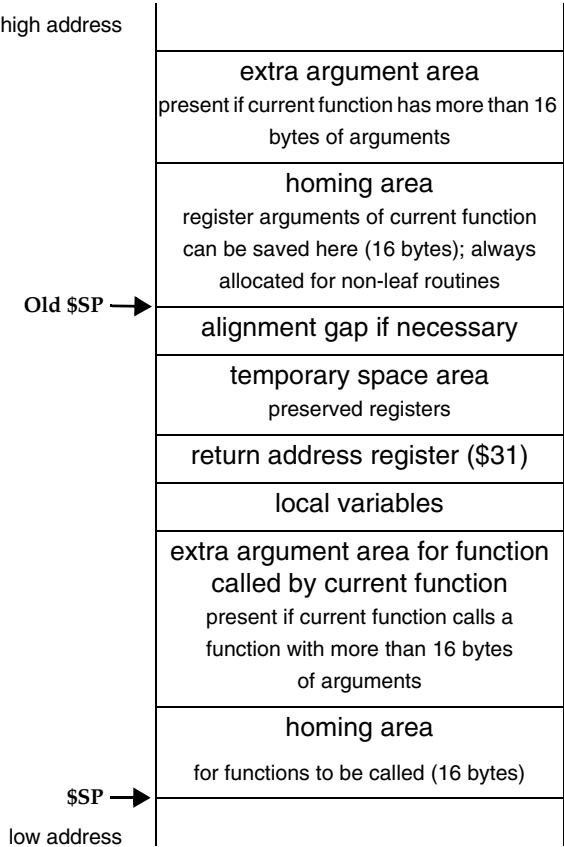 high address
extra argument area
present if current function has more than 16
bytes of arguments
homing area
register arguments of current function
can be saved here (16 bytes); always
allocated for non-leaf routines
Old $SP
alignment gap if necessary
temporary space area
preserved registers
return address register ($31)
local variables
extra argument area for function
called by current function
present if current function calls a
function with more than 16 bytes
of arguments
homing area
for functions to be called (16 bytes)
$SP
low address